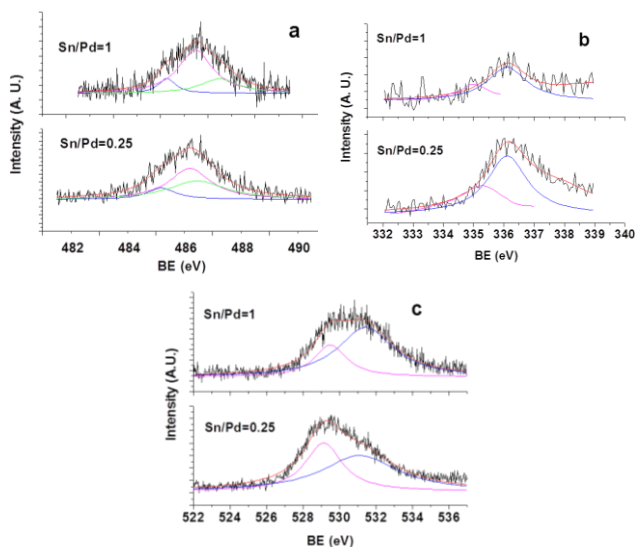 a
Sn/Pd=1
Sn/Pd=0.25
Intensity (A. U.)
482 484 486 488 490
BE (eV)
b
Sn/Pd=1
Sn/Pd=0.25
Intensity (A. U.)
332 333 334 335 336 337 338 339 340
BE (eV)
c
Sn/Pd=1
Sn/Pd=0.25
Intensity (A.U.)
522 524 526 528 530 532 534 536
BE (eV)